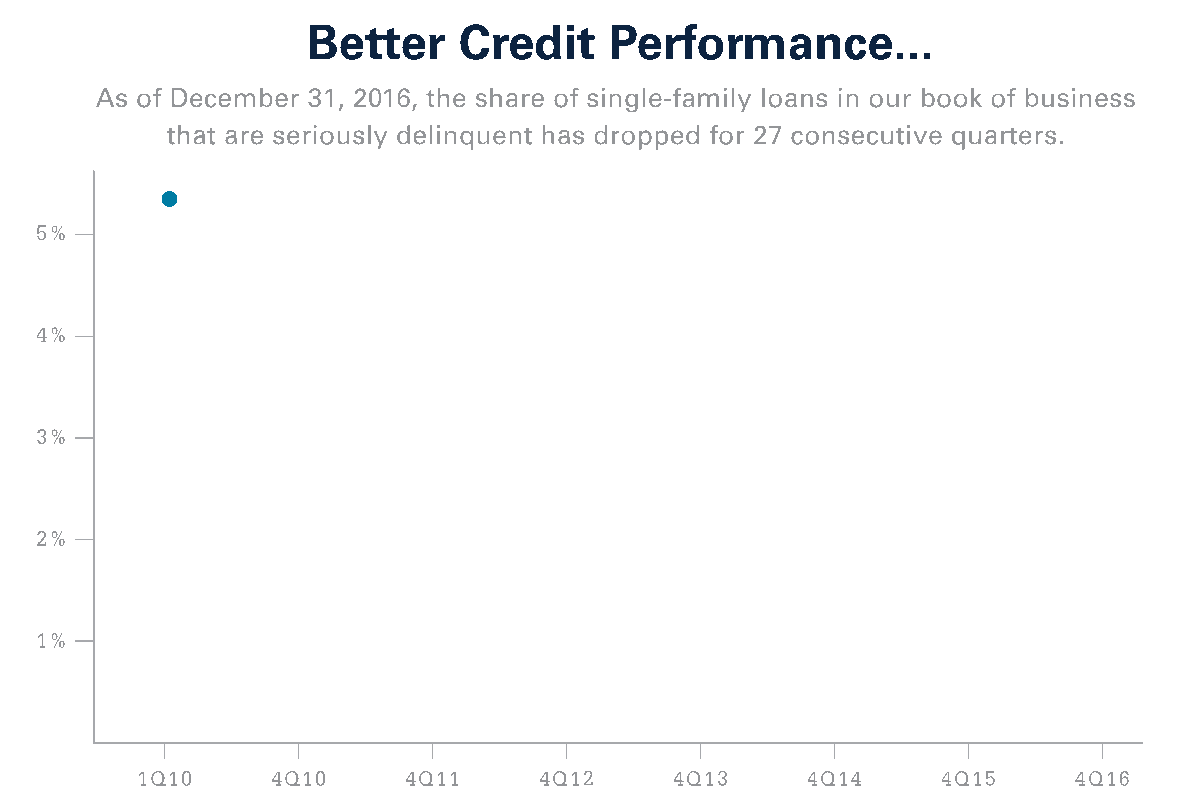 Better Credit Performance...
As of December 31, 2016, the share of single-family loans in our book of business
that are seriously delinquent has dropped for 27 consecutive quarters.
5%
4%
3%
2%
1%
1Q10 4Q10 4Q11 4Q12 4Q13 4Q14 4Q15 4Q16